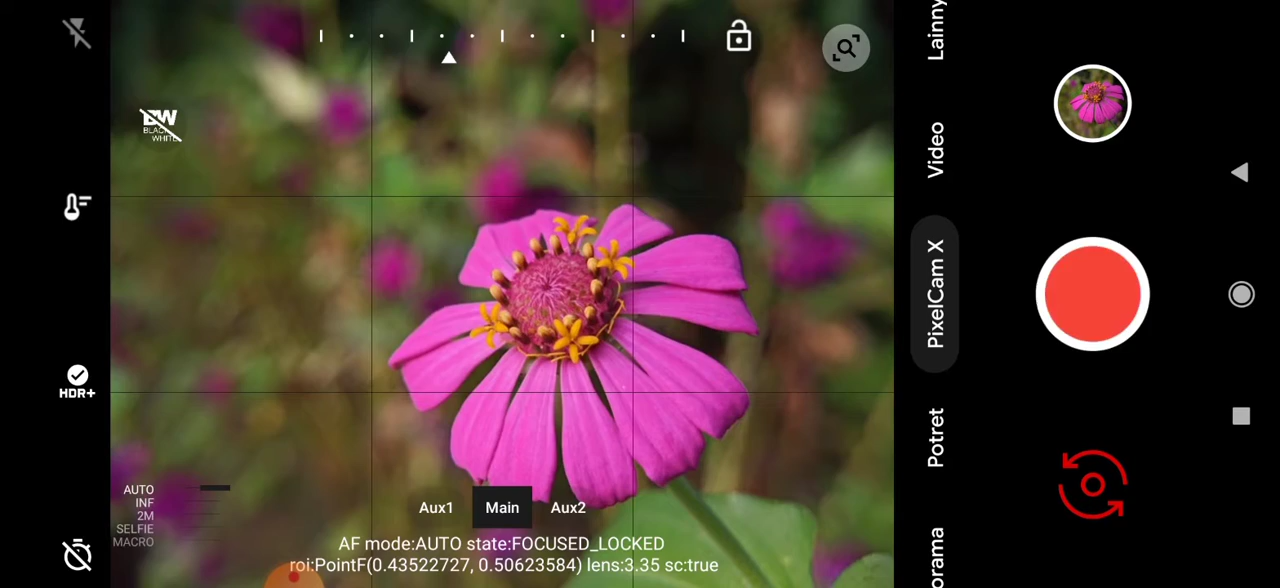 BW
BLACK
WHITE
HDR+
AUTO
INF
2M
SELFIE
MACRO
Aux1 Main Aux2
AF mode:AUTO state:FOCUSED_LOCKED
roi:PointF(0.43522727, 0.50623584) lens:3.35 sc:true
Lainny
Video
PixelCam X
Potret
orama